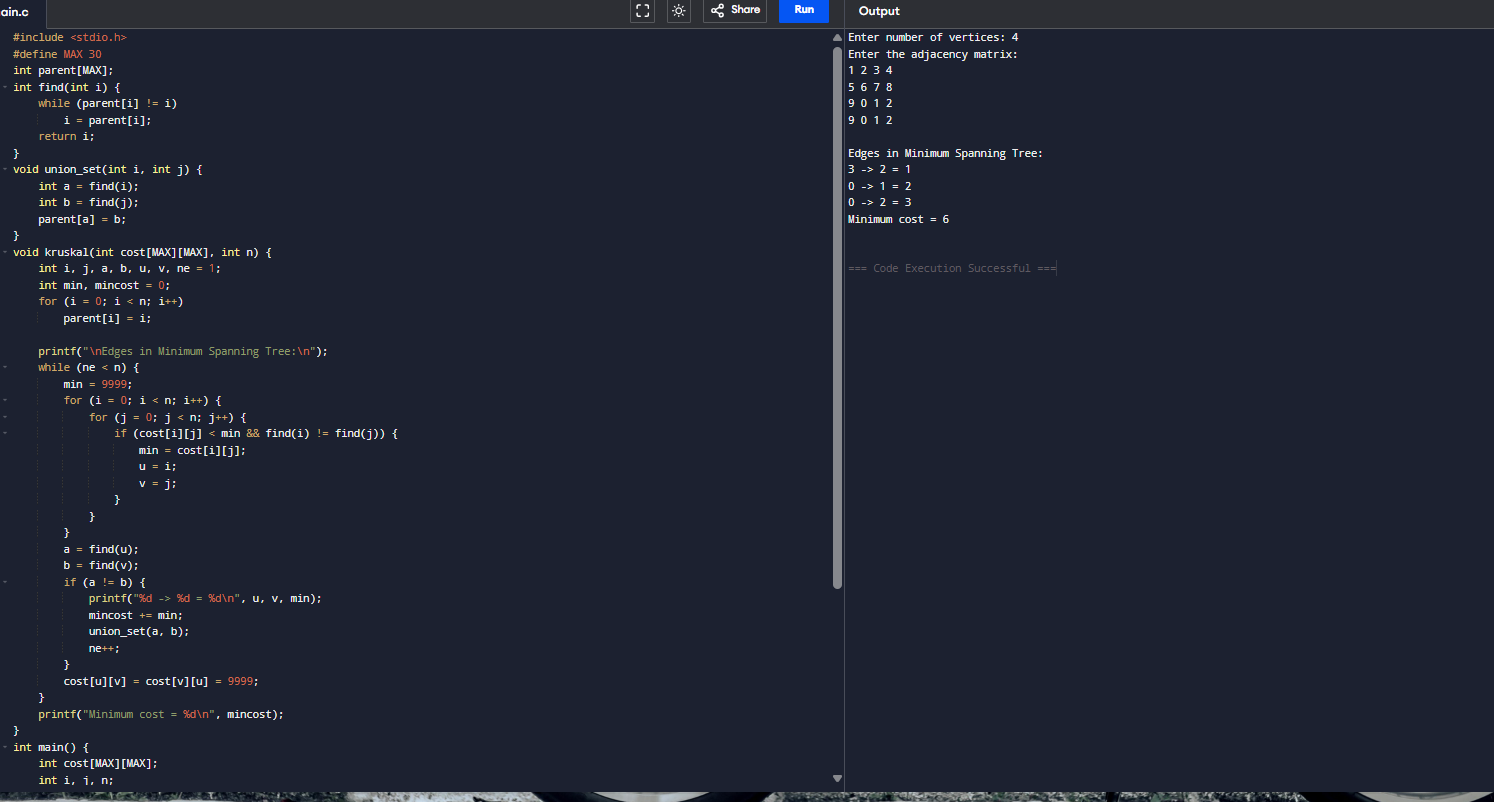 ain.c
Share
Run
Output
#include <stdio.h>
#define MAX 30
int parent[MAX];
int find(int i) {
    while (parent[i] != i)
        i = parent[i];
    return i;
}
void union_set(int i, int j) {
    int a = find(i);
    int b = find(j);
    parent[a] = b;
}
void kruskal(int cost[MAX][MAX], int n) {
    int i, j, a, b, u, v, ne = 1;
    int min, mincost = 0;
    for (i = 0; i < n; i++)
        parent[i] = i;
    printf("\nEdges in Minimum Spanning Tree:\n");
    while (ne < n) {
        min = 9999;
        for (i = 0; i < n; i++) {
            for (j = 0; j < n; j++) {
                if (cost[i][j] < min && find(i) != find(j)) {
                    min = cost[i][j];
                    u = i;
                    v = j;
                }
            }
        }
        a = find(u);
        b = find(v);
        if (a != b) {
            printf("%d -> %d = %d\n", u, v, min);
            mincost += min;
            union_set(a, b);
            ne++;
        }
        cost[u][v] = cost[v][u] = 9999;
    }
    printf("Minimum cost = %d\n", mincost);
}
int main() {
    int cost[MAX][MAX];
    int i, j, n;
Enter number of vertices: 4
Enter the adjacency matrix:
1 2 3 4
5 6 7 8
9 0 1 2
9 0 1 2
Edges in Minimum Spanning Tree:
3 -> 2 = 1
0 -> 1 = 2
0 -> 2 = 3
Minimum cost = 6
=== Code Execution Successful ===